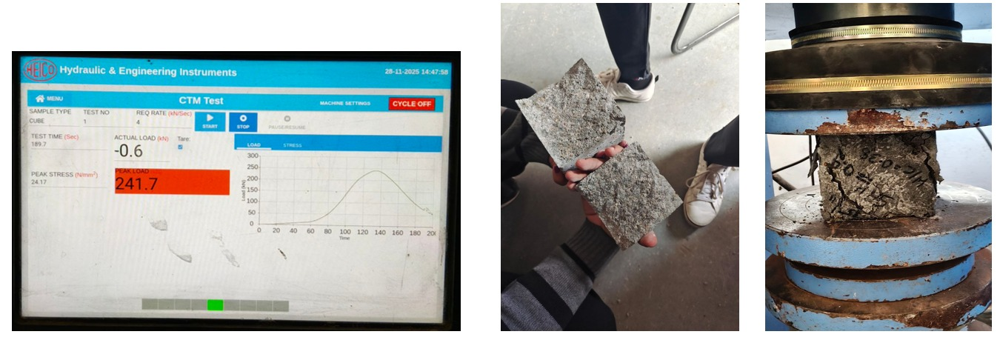 HEICO Hydraulic & Engineering Instruments 28-11-2025 14:47:58
MENU CTM Test MACHINE SETTINGS CYCLE OFF
SAMPLE TYPE TEST NO REQ RATE (kN/Sec)
CUBE 1 4
START STOP PAUSE/RESUME
TEST TIME (Sec) ACTUAL LOAD (kN) Tare:
189.7 -0.6
LOAD STRESS
PEAK STRESS (N/mm²) PEAK LOAD
24.17 241.7
Load (kN)
300
250
200
150
100
50
0
0 20 40 60 80 100 120 140 160 180 200
Time